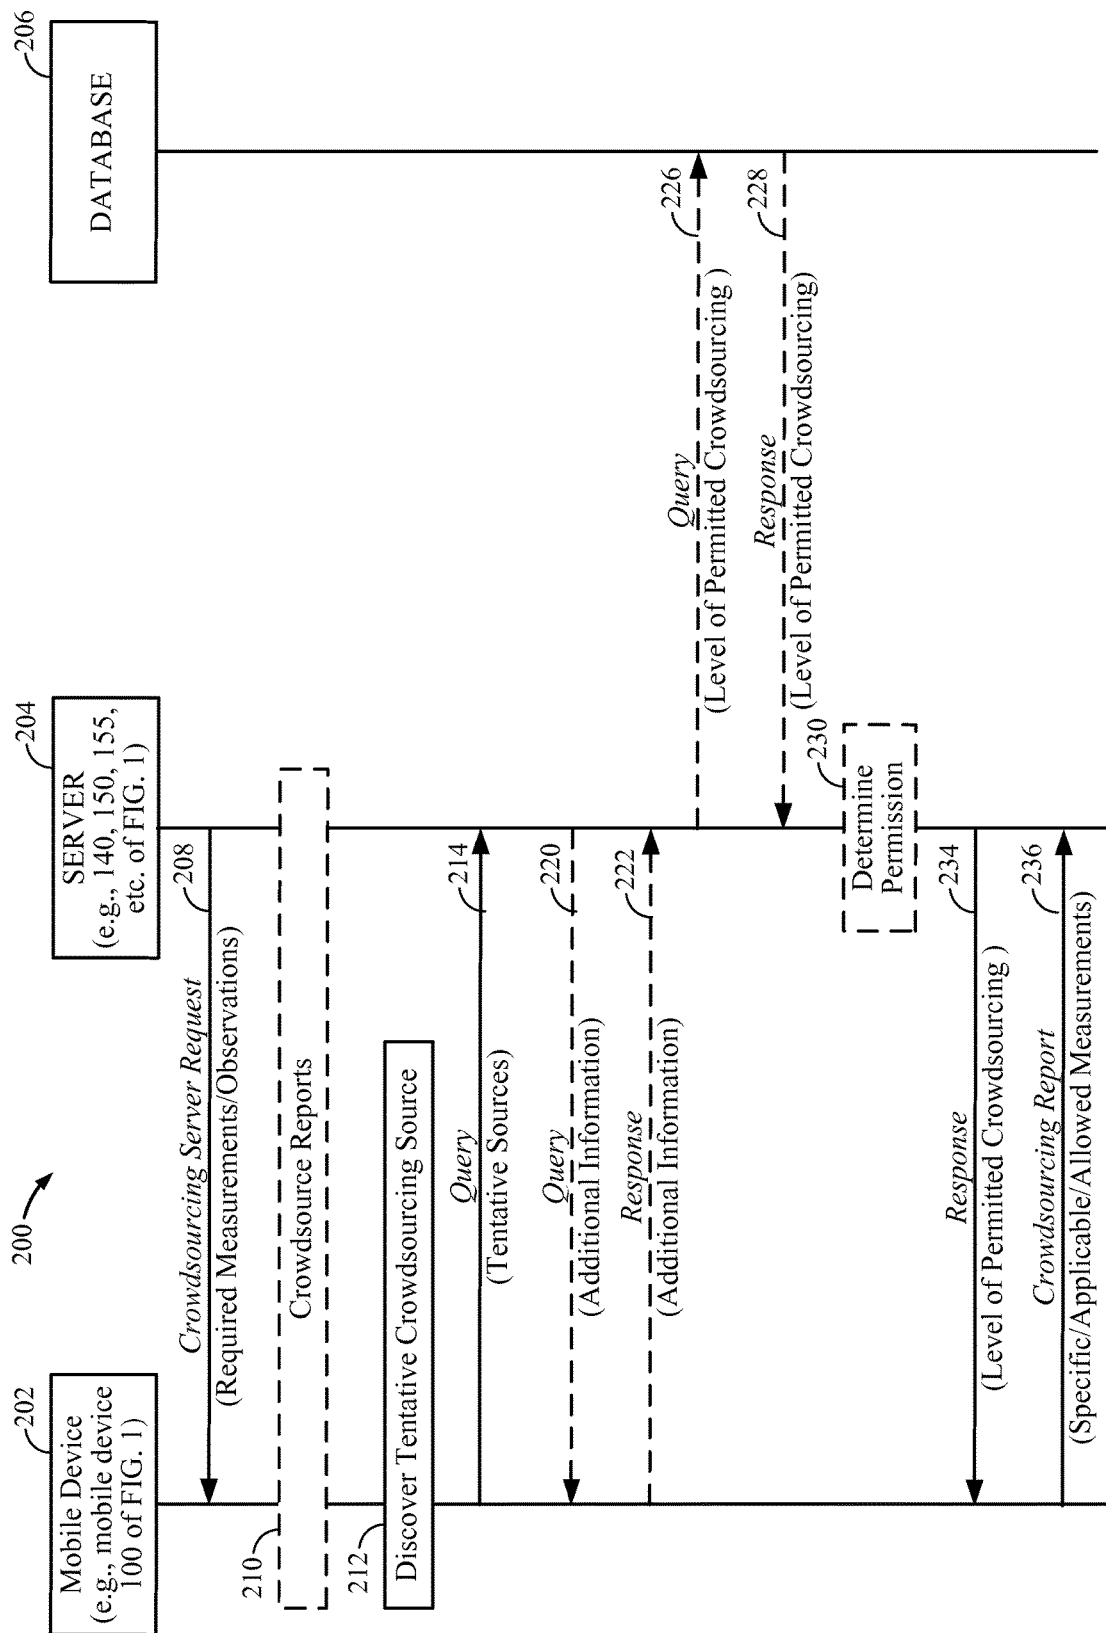 200
202
Mobile Device
(e.g., mobile device
100 of FIG. 1)
204
SERVER
(e.g., 140, 150, 155,
etc. of FIG. 1)
206
DATABASE
Crowdsourcing Server Request
208
(Required Measurements/Observations)
210
Crowdsource Reports
212
Discover Tentative Crowdsourcing Source
Query
214
(Tentative Sources)
Query
220
(Additional Information)
Response
222
(Additional Information)
Query
226
(Level of Permitted Crowdsourcing )
Response
228
(Level of Permitted Crowdsourcing)
230
Determine
Permission
Response
234
(Level of Permitted Crowdsourcing )
Crowdsourcing Report
236
(Specific/Applicable/Allowed Measurements)